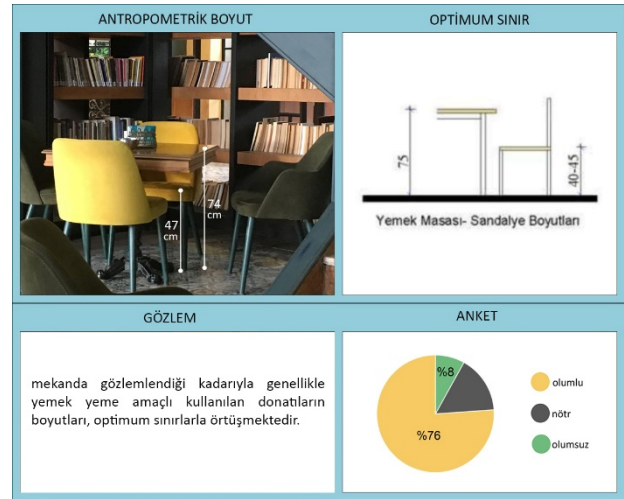 ANTROPOMETRİK BOYUT
47
cm
74
cm
OPTİMUM SINIR
75
40-45
Yemek Masası- Sandalye Boyutları
GÖZLEM
mekanda gözlemlendiği kadarıyla genellikle
yemek yeme amaçlı kullanılan donatıların
boyutları, optimum sınırlarla örtüşmektedir.
ANKET
%8
%76
olumlu
nötr
olumsuz